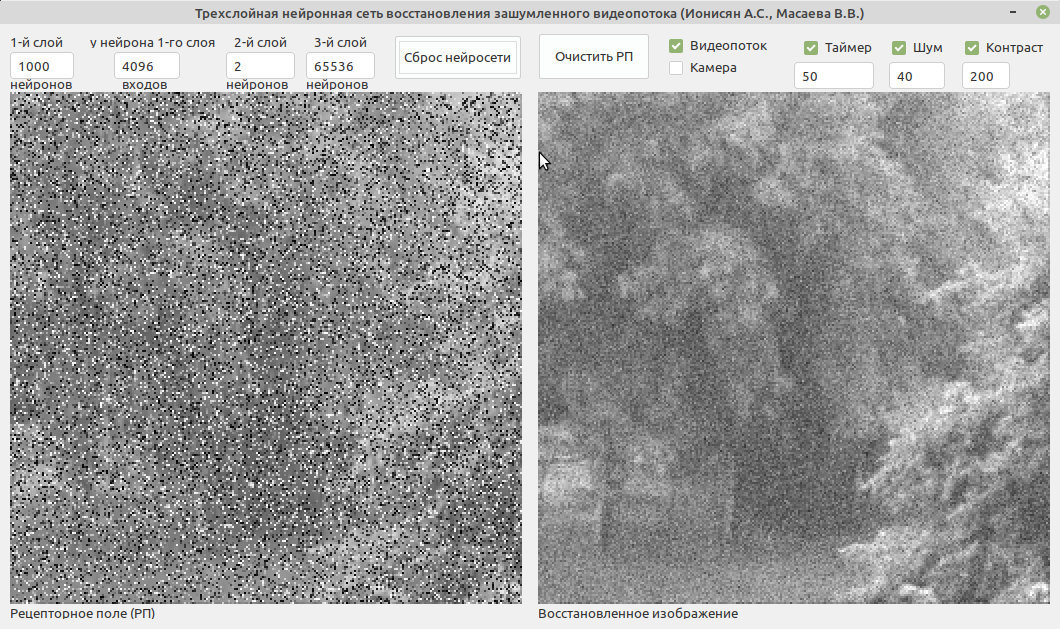 Трехслойная нейронная сеть восстановления зашумленного видеопотока (Ионисян А.С., Масаева В.В.)
1-й слой у нейрона 1-го слоя 2-й слой 3-й слой
1000 4096 2 65536
нейронов входов нейронов нейронов
Сброс нейросети
Очистить РП
Видеопоток
Камера
Таймер Шум Контраст
50 40 200
Рецепторное поле (РП) Восстановленное изображение